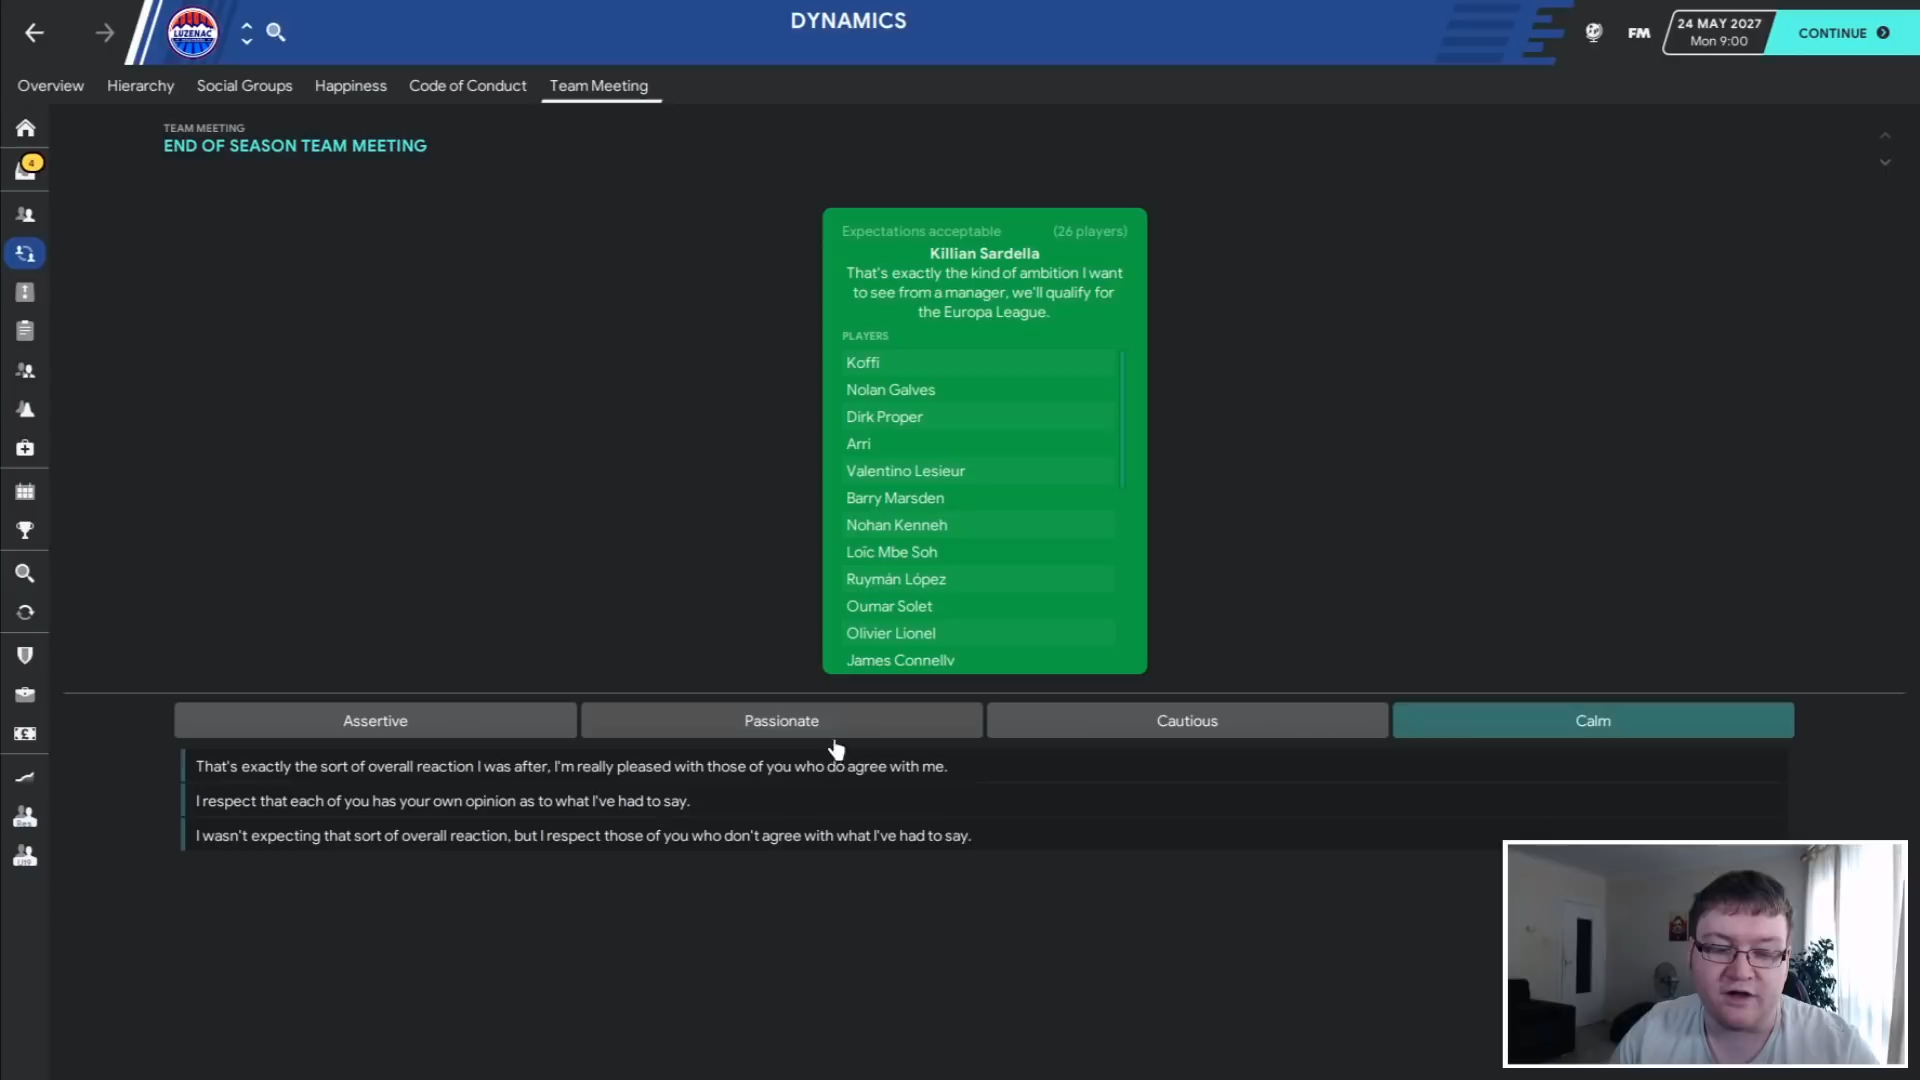 LUZENAC
DYNAMICS
FM
24 MAY 2027
Mon 9:00
CONTINUE
Overview
Hierarchy
Social Groups
Happiness
Code of Conduct
Team Meeting
TEAM MEETING
END OF SEASON TEAM MEETING
4
Expectations acceptable
(26 players)
Killian Sardella
That's exactly the kind of ambition I want
to see from a manager, we'll qualify for
the Europa League.
PLAYERS
Koffi
Nolan Galves
Dirk Proper
Arri
Valentino Lesieur
Barry Marsden
Nohan Kenneh
Loïc Mbe Soh
Ruymán López
Oumar Solet
Olivier Lionel
James Connelly
Assertive
Passionate
Cautious
Calm
That's exactly the sort of overall reaction I was after, I'm really pleased with those of you who do agree with me.
I respect that each of you has your own opinion as to what I've had to say.
I wasn't expecting that sort of overall reaction, but I respect those of you who don't agree with what I've had to say.
Res
U19